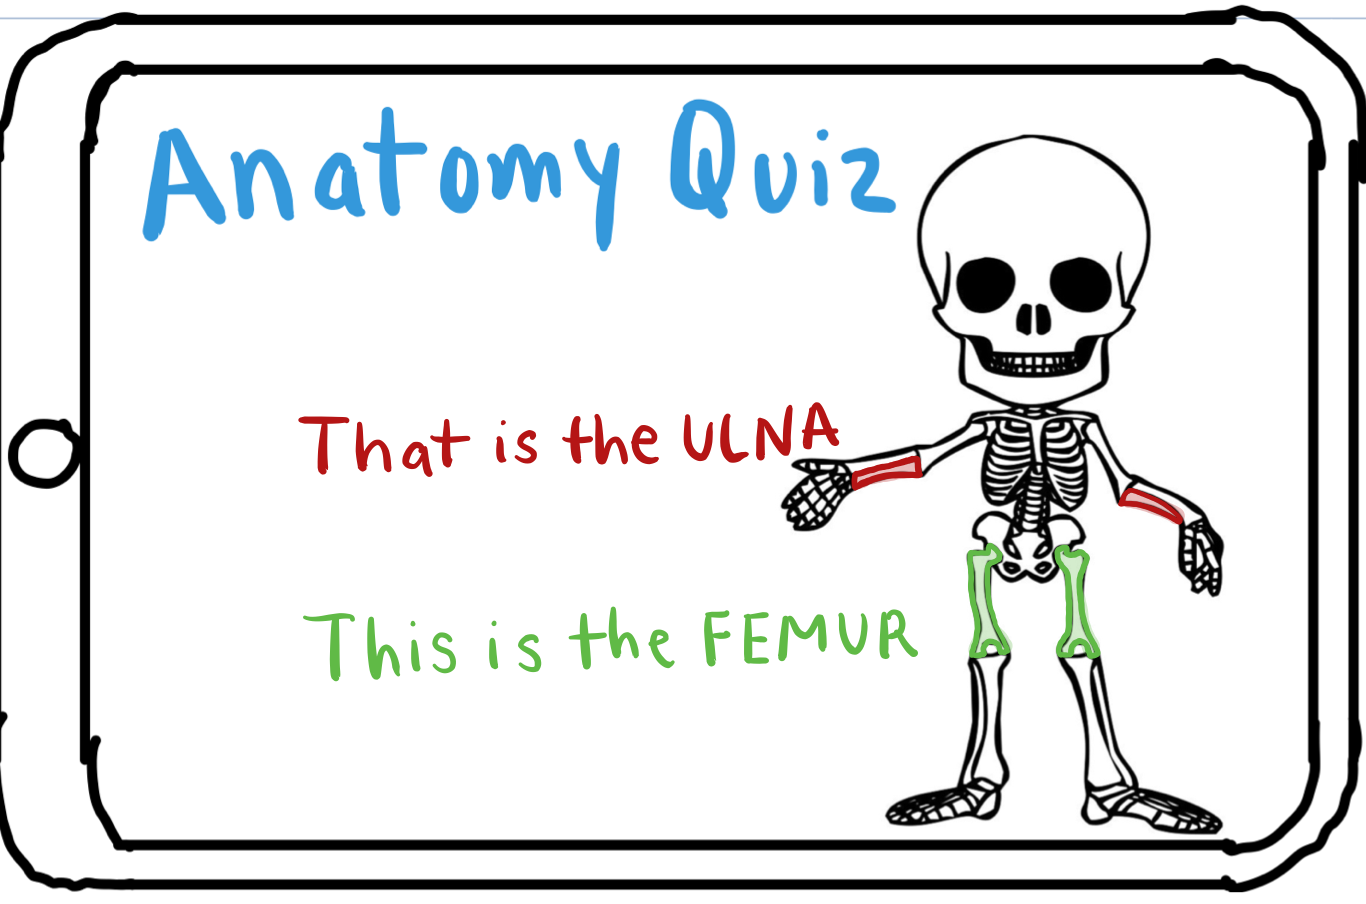 Anatomy Quiz
That is the ULNA
This is the FEMUR